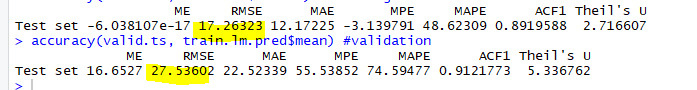 ME RMSE MAE MPE MAPE ACF1 Theil's U
Test set -6.038107e-17 17.26323 12.17225 -3.139791 48.62309 0.8919588 2.716607
> accuracy(valid.ts, train.lm.pred$mean) #validation
ME RMSE MAE MPE MAPE ACF1 Theil's U
Test set 16.6527 27.53602 22.52339 55.53852 74.59477 0.9121773 5.336762
>